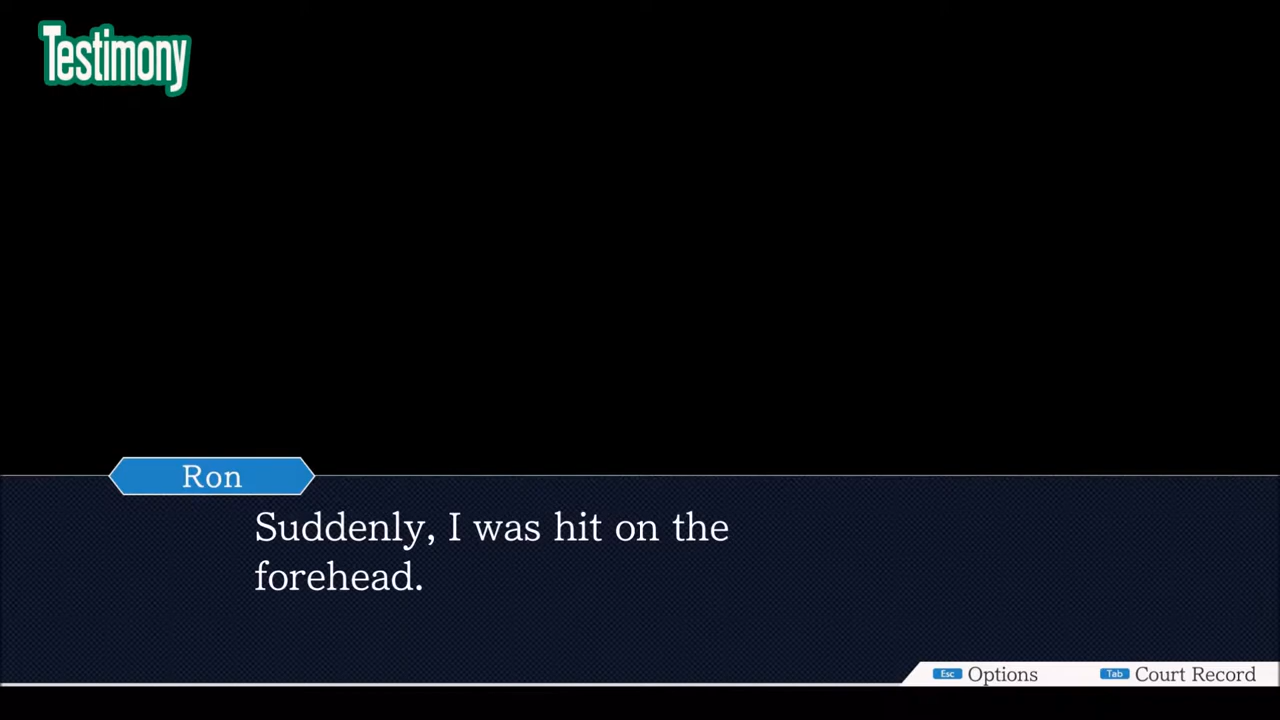 Testimony
Ron
Suddenly, I was hit on the
forehead.
Esc Options Tab Court Record